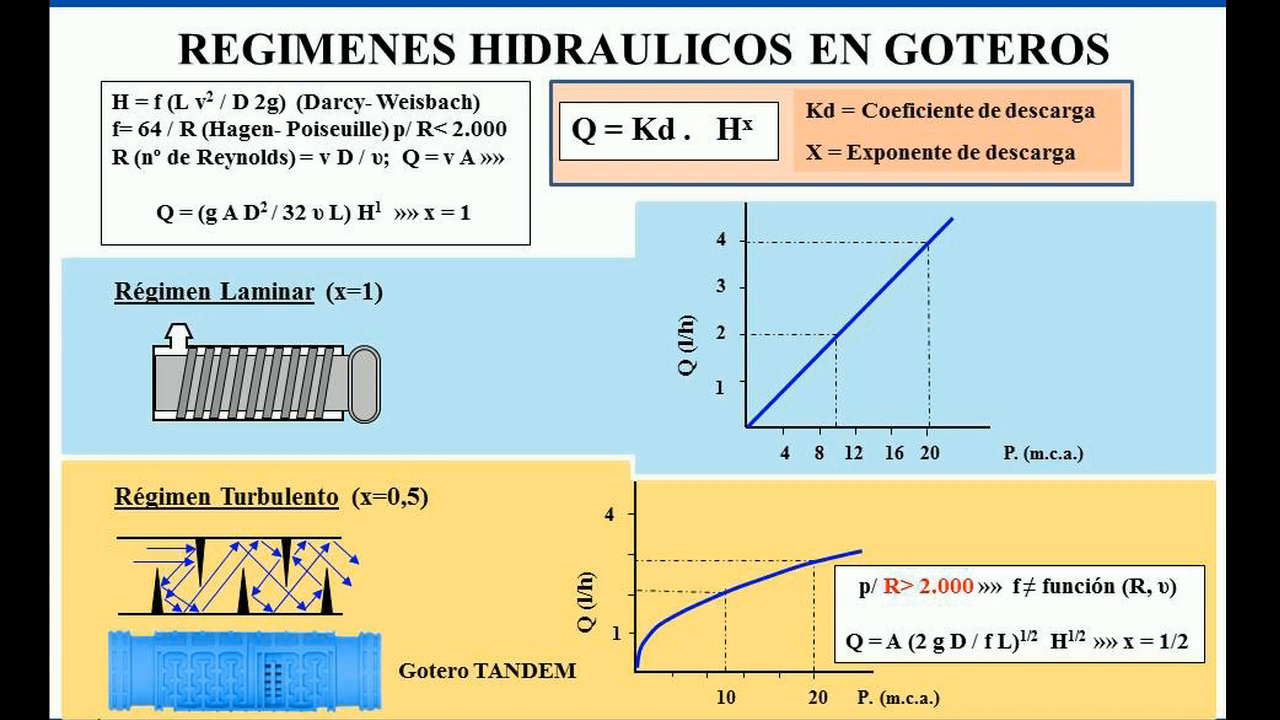 REGIMENES HIDRAULICOS EN GOTEROS
H = f (L v² / D 2g) (Darcy- Weisbach)
f= 64 / R (Hagen- Poiseuille) p/ R< 2.000
R (nº de Reynolds) = v D / υ; Q = v A »»
Q = (g A D² / 32 υ L) H¹ »» x = 1
Q = Kd . Hˣ
Kd = Coeficiente de descarga
X = Exponente de descarga
Régimen Laminar (x=1)
Q (l/h)
4
3
2
1
4 8 12 16 20 P. (m.c.a.)
Régimen Turbulento (x=0,5)
Gotero TANDEM
Q (l/h)
4
1
10 20 P. (m.c.a.)
p/ R> 2.000 »» f ≠ función (R, υ)
Q = A (2 g D / f L)¹/² H¹/² »» x = 1/2